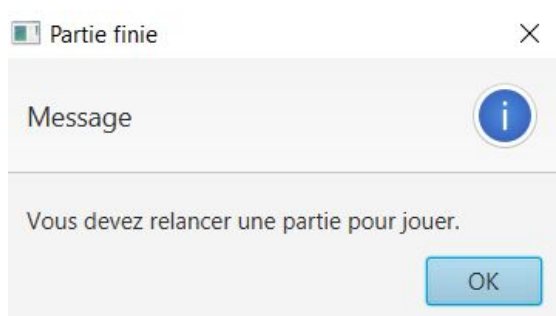 Partie finie
Message
Vous devez relancer une partie pour jouer.
OK